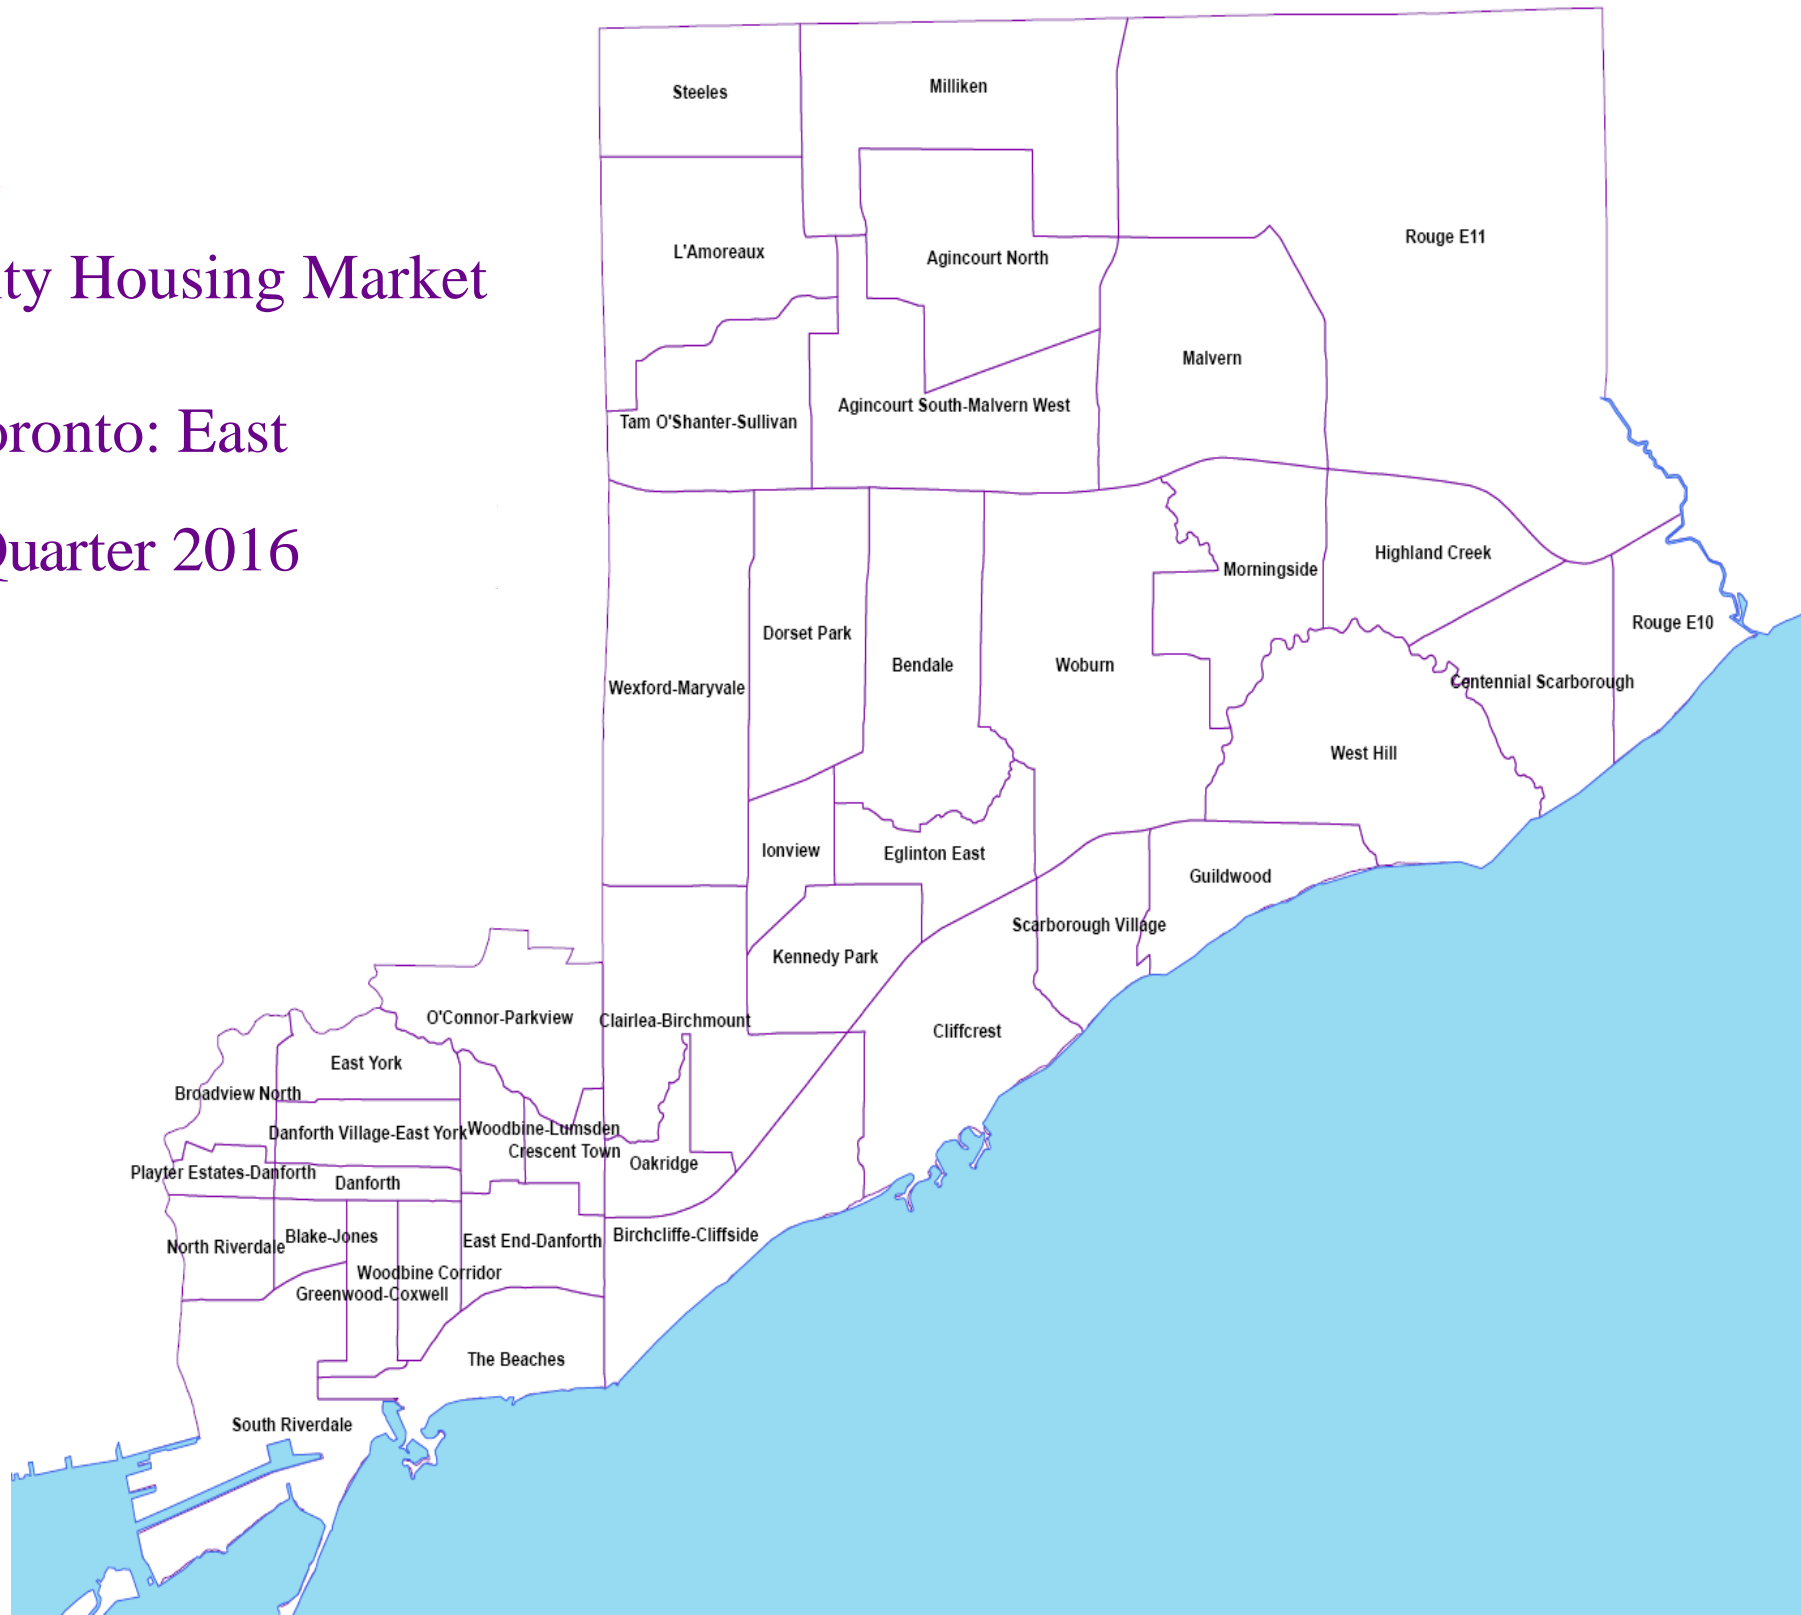 Steeles
Milliken
Rouge E11
L'Amoreaux
Agincourt North
ity Housing Market
Malvern
Agincourt South-Malvern West
Tam O'Shanter-Sullivan
oronto: East
Quarter 2016
Highland Creek
Morningside
Rouge E10
Dorset Park
Bendale
Woburn
Centennial Scarborough
Wexford-Maryvale
West Hill
Ionview
Eglinton East
Guildwood
Scarborough Village
Kennedy Park
O'Connor-Parkview
Clairlea-Birchmount
Cliffcrest
East York
Broadview North
Danforth Village-East York
Woodbine-Lumsden
Crescent Town
Oakridge
Playter Estates-Danforth
Danforth
Blake-Jones
North Riverdale
East End-Danforth
Birchcliffe-Cliffside
Woodbine Corridor
Greenwood-Coxwell
The Beaches
South Riverdale